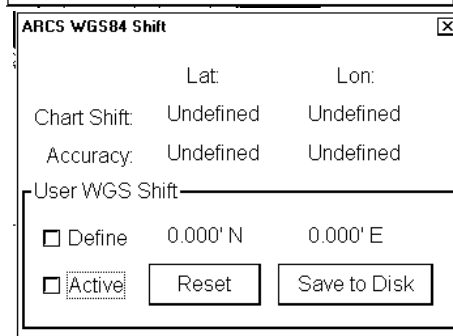 ARCS WGS84 Shift
Lat: Lon:
Chart Shift: Undefined Undefined
Accuracy: Undefined Undefined
User WGS Shift
Define 0.000' N 0.000' E
Active Reset Save to Disk